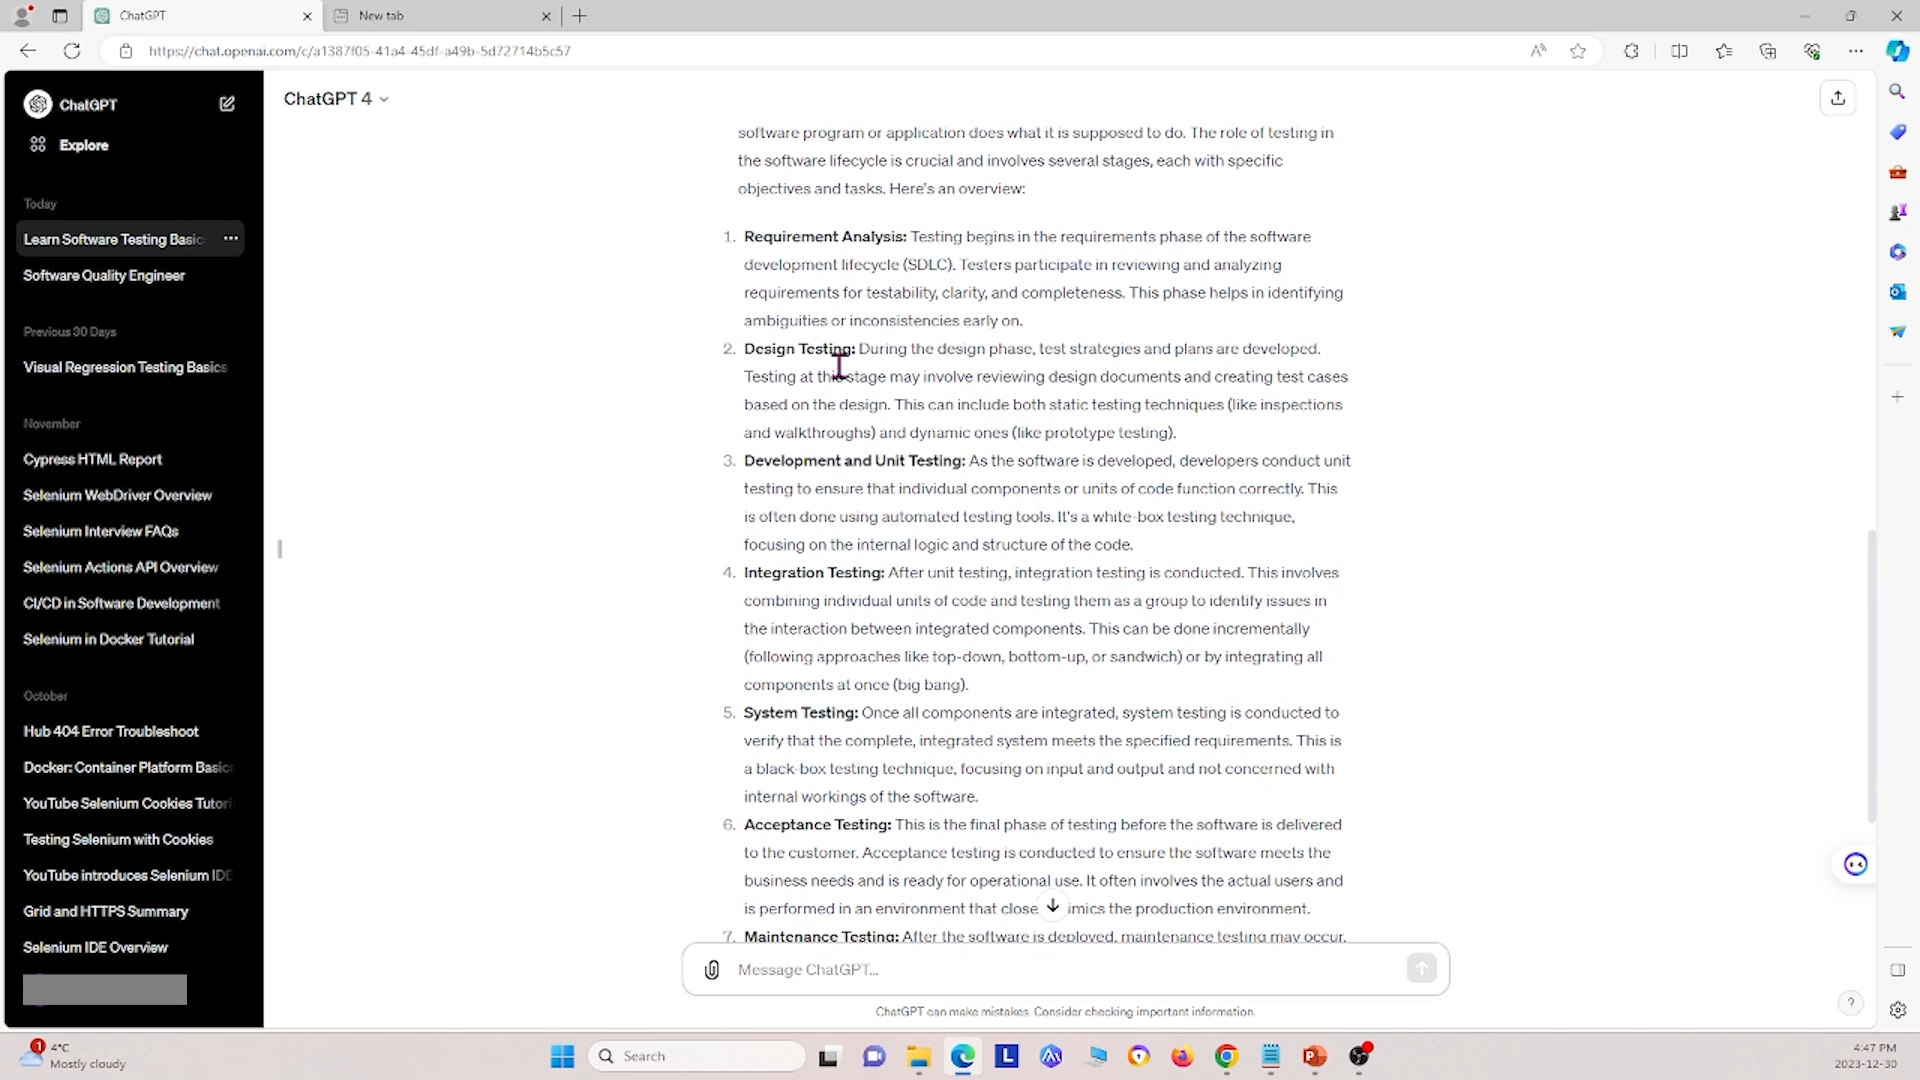 ChatGPT
New tab
https://chat.openai.com/c/a1387f05-41a4-45df-a49b-5d72714b5c57
ChatGPT
Explore
Today
Learn Software Testing Basic
Software Quality Engineer
Previous 30 Days
Visual Regression Testing Basics
November
Cypress HTML Report
Selenium WebDriver Overview
Selenium Interview FAQs
Selenium Actions API Overview
CI/CD in Software Development
Selenium in Docker Tutorial
October
Hub 404 Error Troubleshoot
Docker: Container Platform Basics
YouTube Selenium Cookies Tutori
Testing Selenium with Cookies
YouTube introduces Selenium IDE
Grid and HTTPS Summary
Selenium IDE Overview
ChatGPT 4
software program or application does what it is supposed to do. The role of testing in
the software lifecycle is crucial and involves several stages, each with specific
objectives and tasks. Here's an overview:
1. Requirement Analysis: Testing begins in the requirements phase of the software
development lifecycle (SDLC). Testers participate in reviewing and analyzing
requirements for testability, clarity, and completeness. This phase helps in identifying
ambiguities or inconsistencies early on.
2. Design Testing: During the design phase, test strategies and plans are developed.
Testing at this stage may involve reviewing design documents and creating test cases
based on the design. This can include both static testing techniques (like inspections
and walkthroughs) and dynamic ones (like prototype testing).
3. Development and Unit Testing: As the software is developed, developers conduct unit
testing to ensure that individual components or units of code function correctly. This
is often done using automated testing tools. It's a white-box testing technique,
focusing on the internal logic and structure of the code.
4. Integration Testing: After unit testing, integration testing is conducted. This involves
combining individual units of code and testing them as a group to identify issues in
the interaction between integrated components. This can be done incrementally
(following approaches like top-down, bottom-up, or sandwich) or by integrating all
components at once (big bang).
5. System Testing: Once all components are integrated, system testing is conducted to
verify that the complete, integrated system meets the specified requirements. This is
a black-box testing technique, focusing on input and output and not concerned with
internal workings of the software.
6. Acceptance Testing: This is the final phase of testing before the software is delivered
to the customer. Acceptance testing is conducted to ensure the software meets the
business needs and is ready for operational use. It often involves the actual users and
is performed in an environment that close imics the production environment.
7. Maintenance Testing: After the software is deployed, maintenance testing may occur.
Message ChatGPT...
ChatGPT can make mistakes. Consider checking important information.
?
1
4°C
Mostly cloudy
Search
L
4:47 PM
2023-12-30